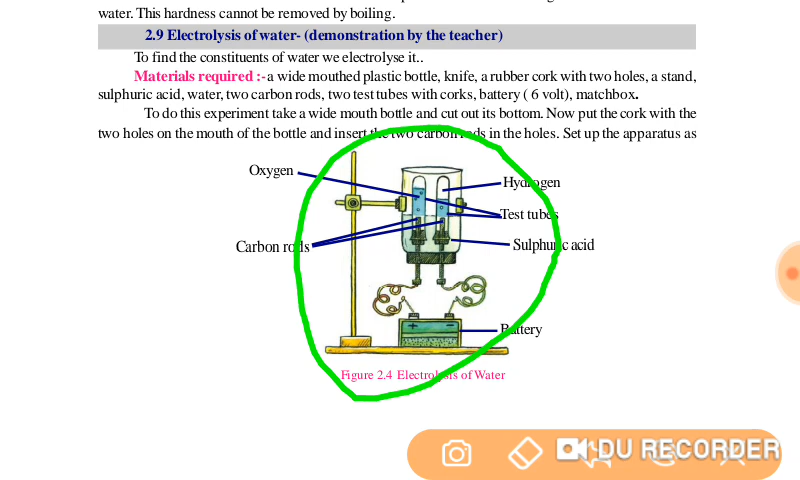 water. This hardness cannot be removed by boiling.
2.9 Electrolysis of water- (demonstration by the teacher)
To find the constituents of water we electrolyse it..
Materials required :- a wide mouthed plastic bottle, knife, a rubber cork with two holes, a stand,
sulphuric acid, water, two carbon rods, two test tubes with corks, battery ( 6 volt), matchbox.
To do this experiment take a wide mouth bottle and cut out its bottom. Now put the cork with the
two holes on the mouth of the bottle and insert the two carbon rods in the holes. Set up the apparatus as
Oxygen
Hydrogen
Test tubes
Carbon rods
Sulphuric acid
+ −
Battery
Figure 2.4 Electrolysis of Water
DU RECORDER